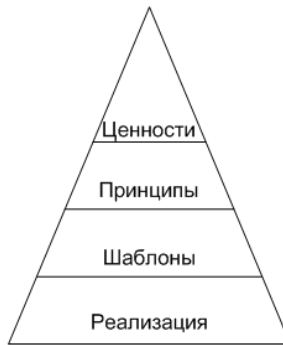 Ценности
Принципы
Шаблоны
Реализация